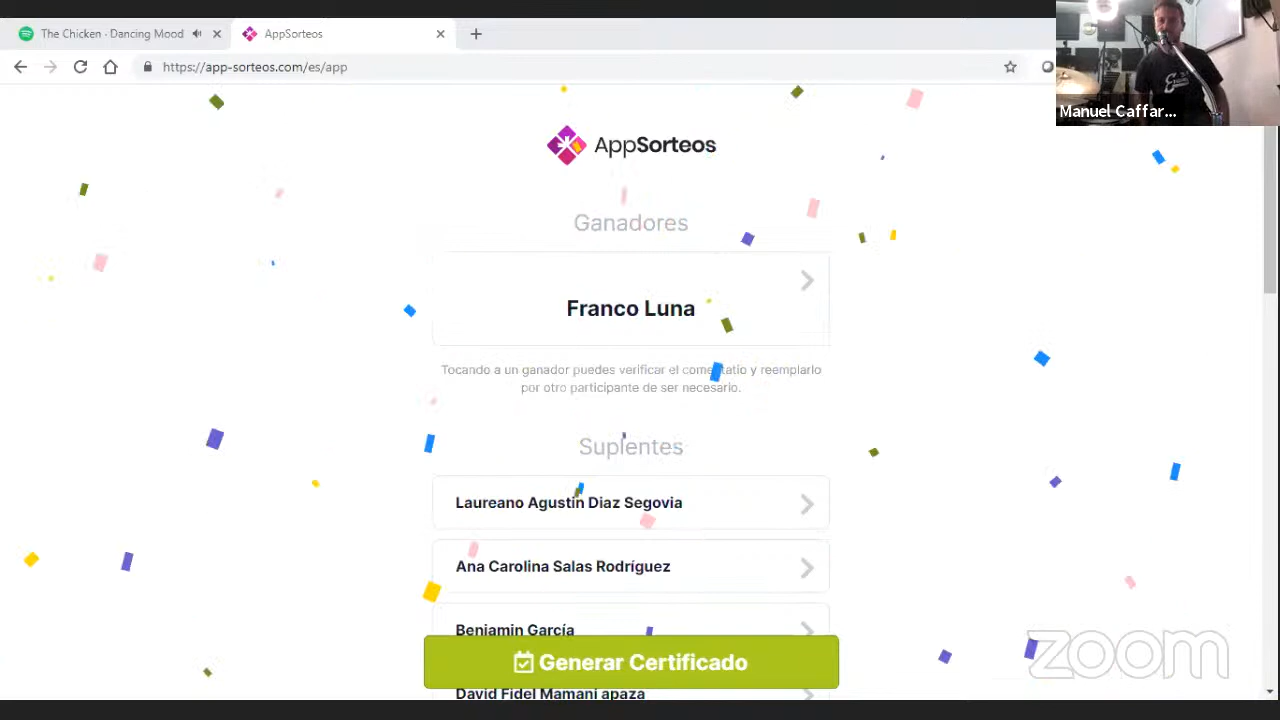 The Chicken · Dancing Mood
AppSorteos
https://app-sorteos.com/es/app
Manuel Caffar...
AppSorteos
Ganadores
Franco Luna
Tocando a un ganador puedes verificar el comentatio y reemplarlo
por otro participante de ser necesario.
Suplentes
Laureano Agustin Diaz Segovia
Ana Carolina Salas Rodríguez
Benjamin García
Generar Certificado
David Fidel Mamani apaza
zoom